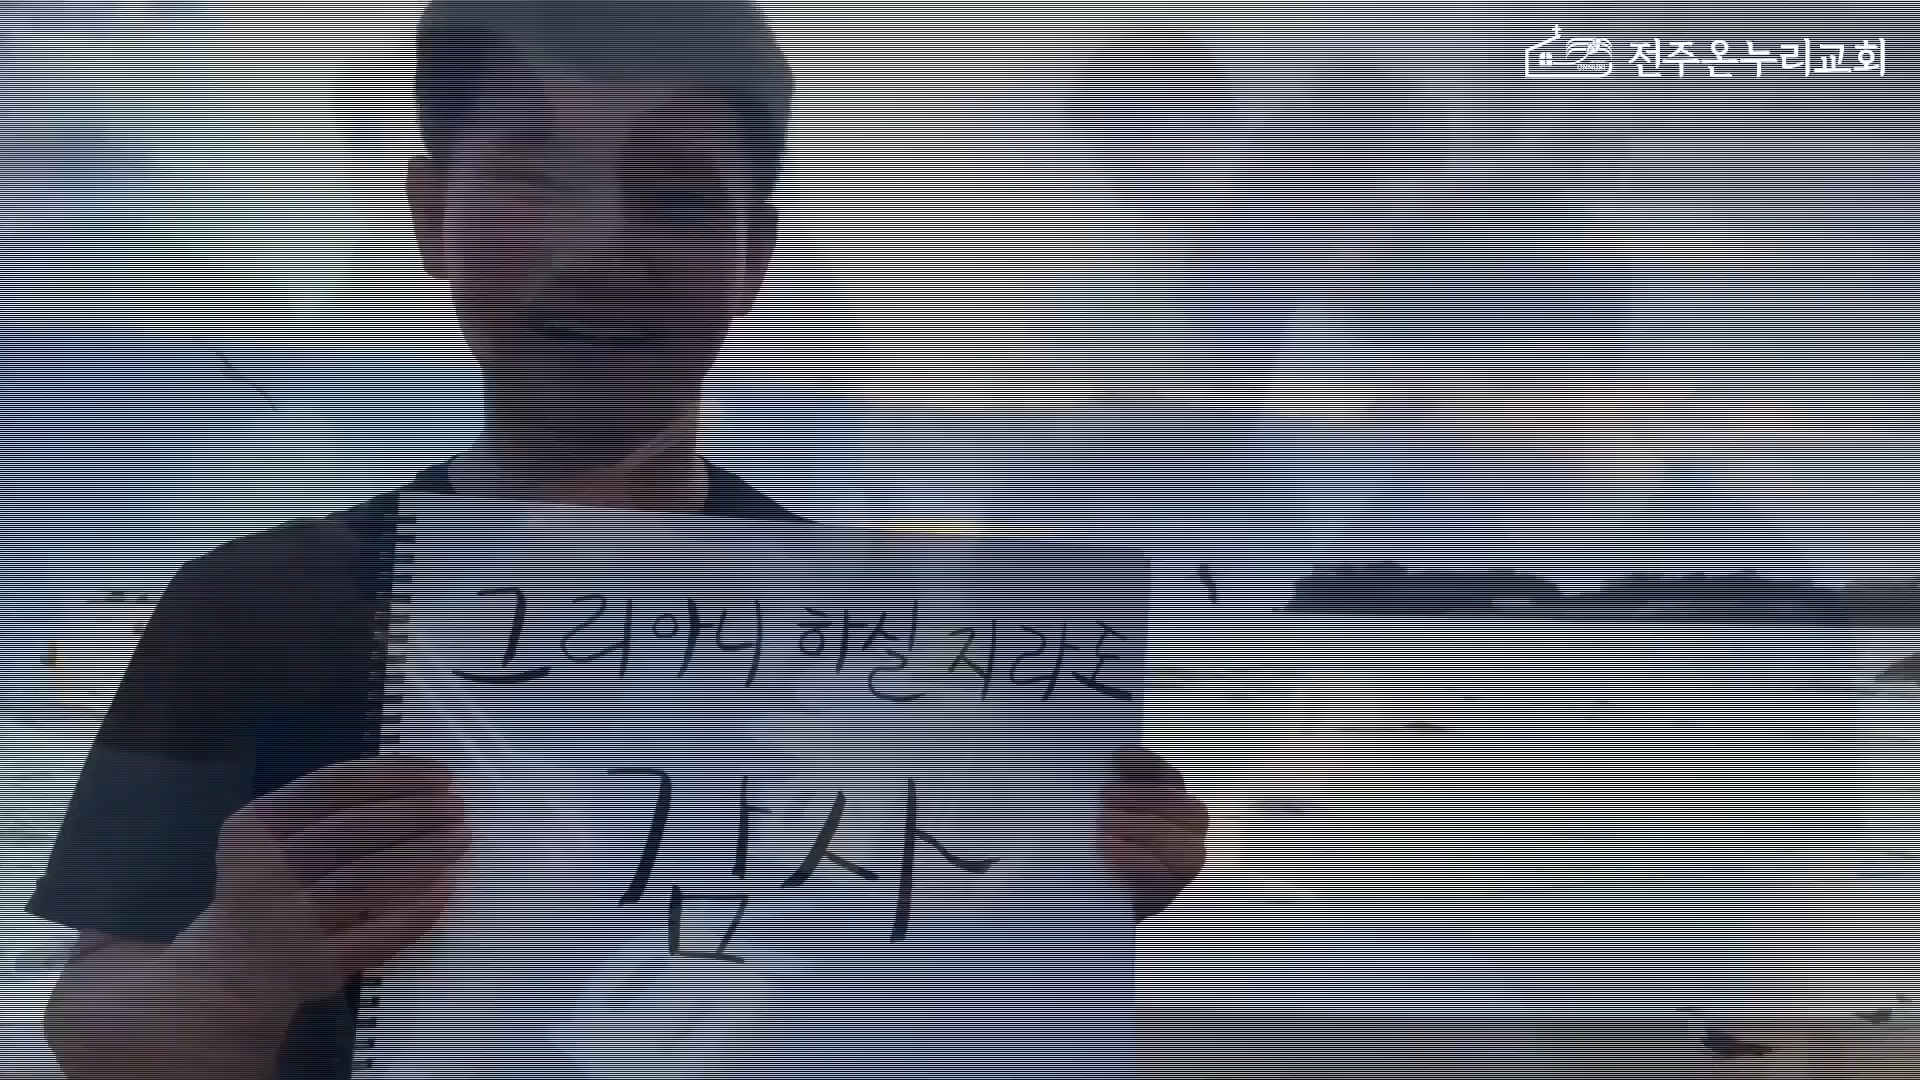 전주온누리교회
그리아니 하실지라도
감사